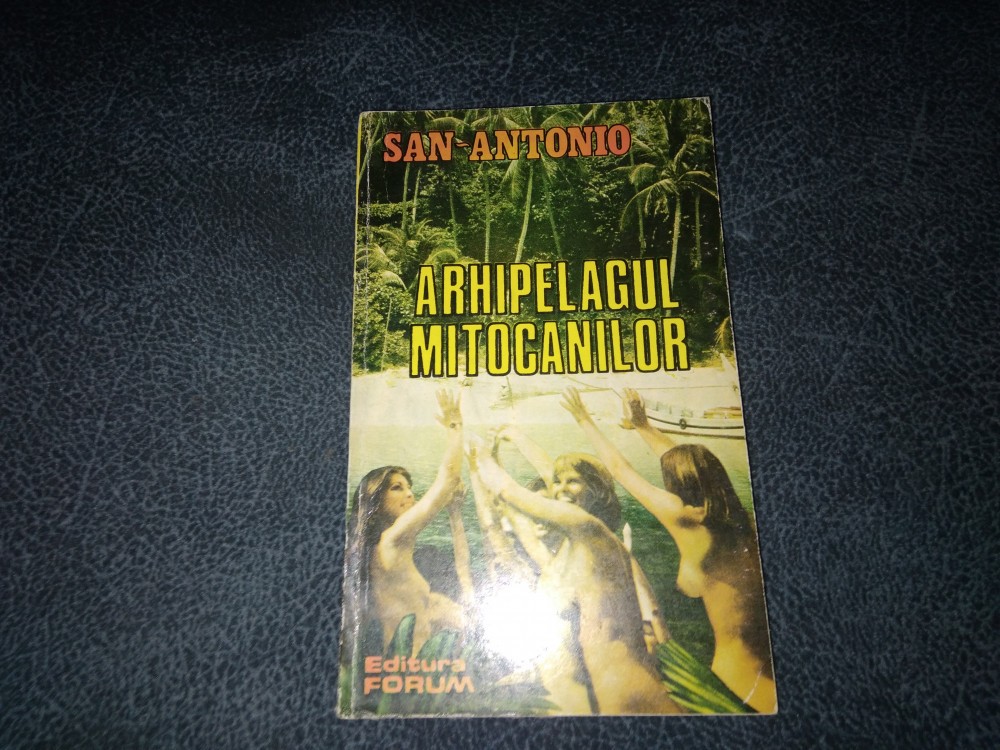 SAN-ANTONIO
ARHIPELAGUL
MITOCANILOR
Editura
FORUM